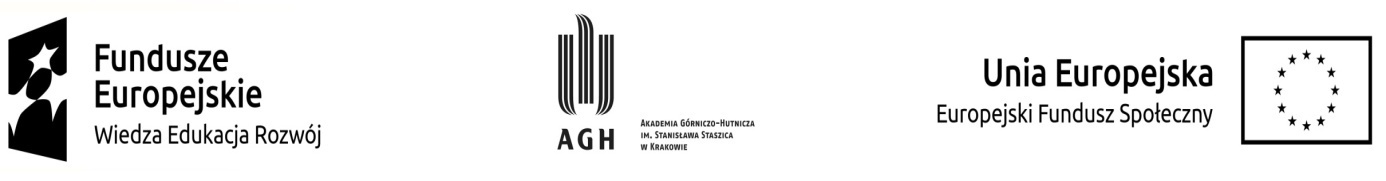 Fundusze
Europejskie
Wiedza Edukacja Rozwój
AGH
Akademia Górniczo-Hutnicza
im. Stanisława Staszica
w Krakowie
Unia Europejska
Europejski Fundusz Społeczny